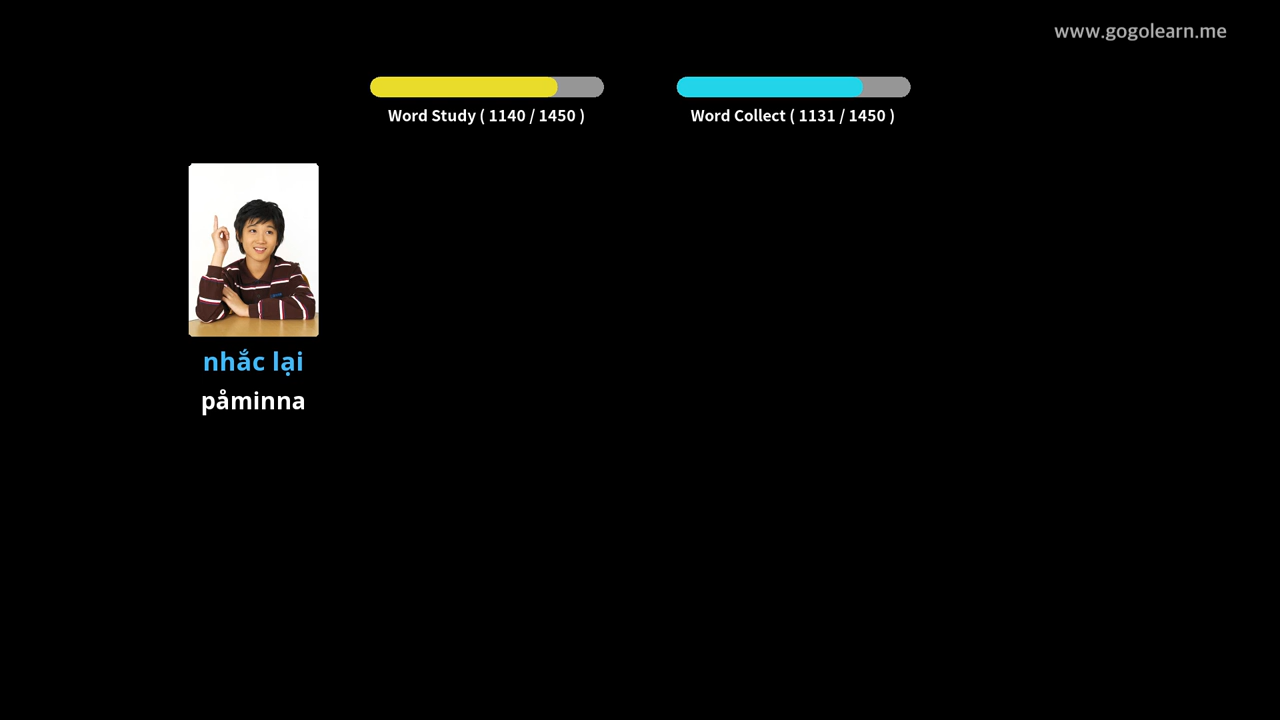 www.gogolearn.me
Word Study ( 1140 / 1450 )
Word Collect ( 1131 / 1450 )
nhắc lại
påminna